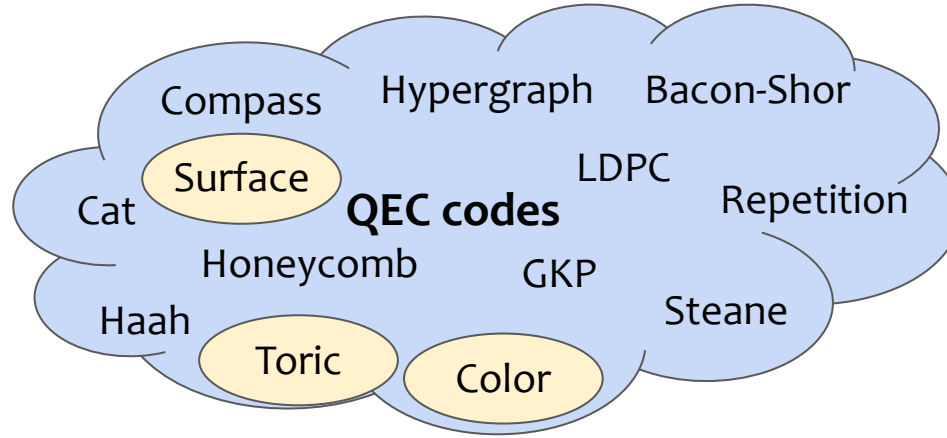 Compass
Hypergraph
Bacon-Shor
Surface
LDPC
Cat
QEC codes
Repetition
Honeycomb
GKP
Haah
Steane
Toric
Color